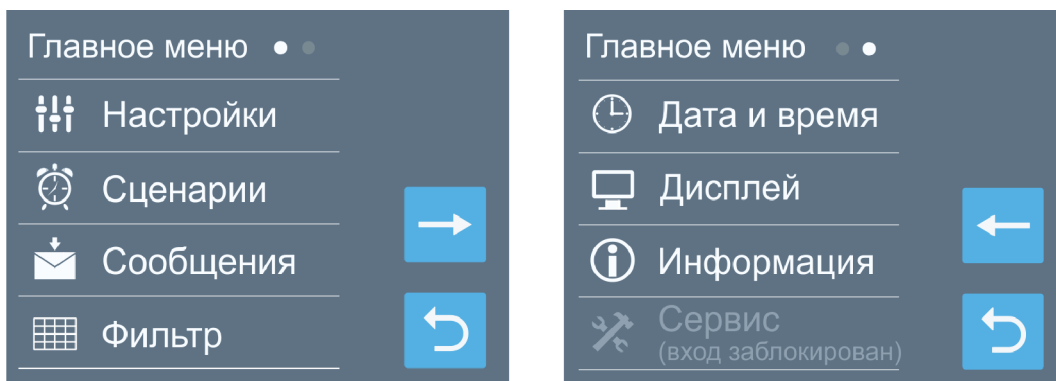 Главное меню
Настройки
Сценарии
Сообщения
Фильтр
Главное меню
Дата и время
Дисплей
Информация
Сервис
(вход заблокирован)